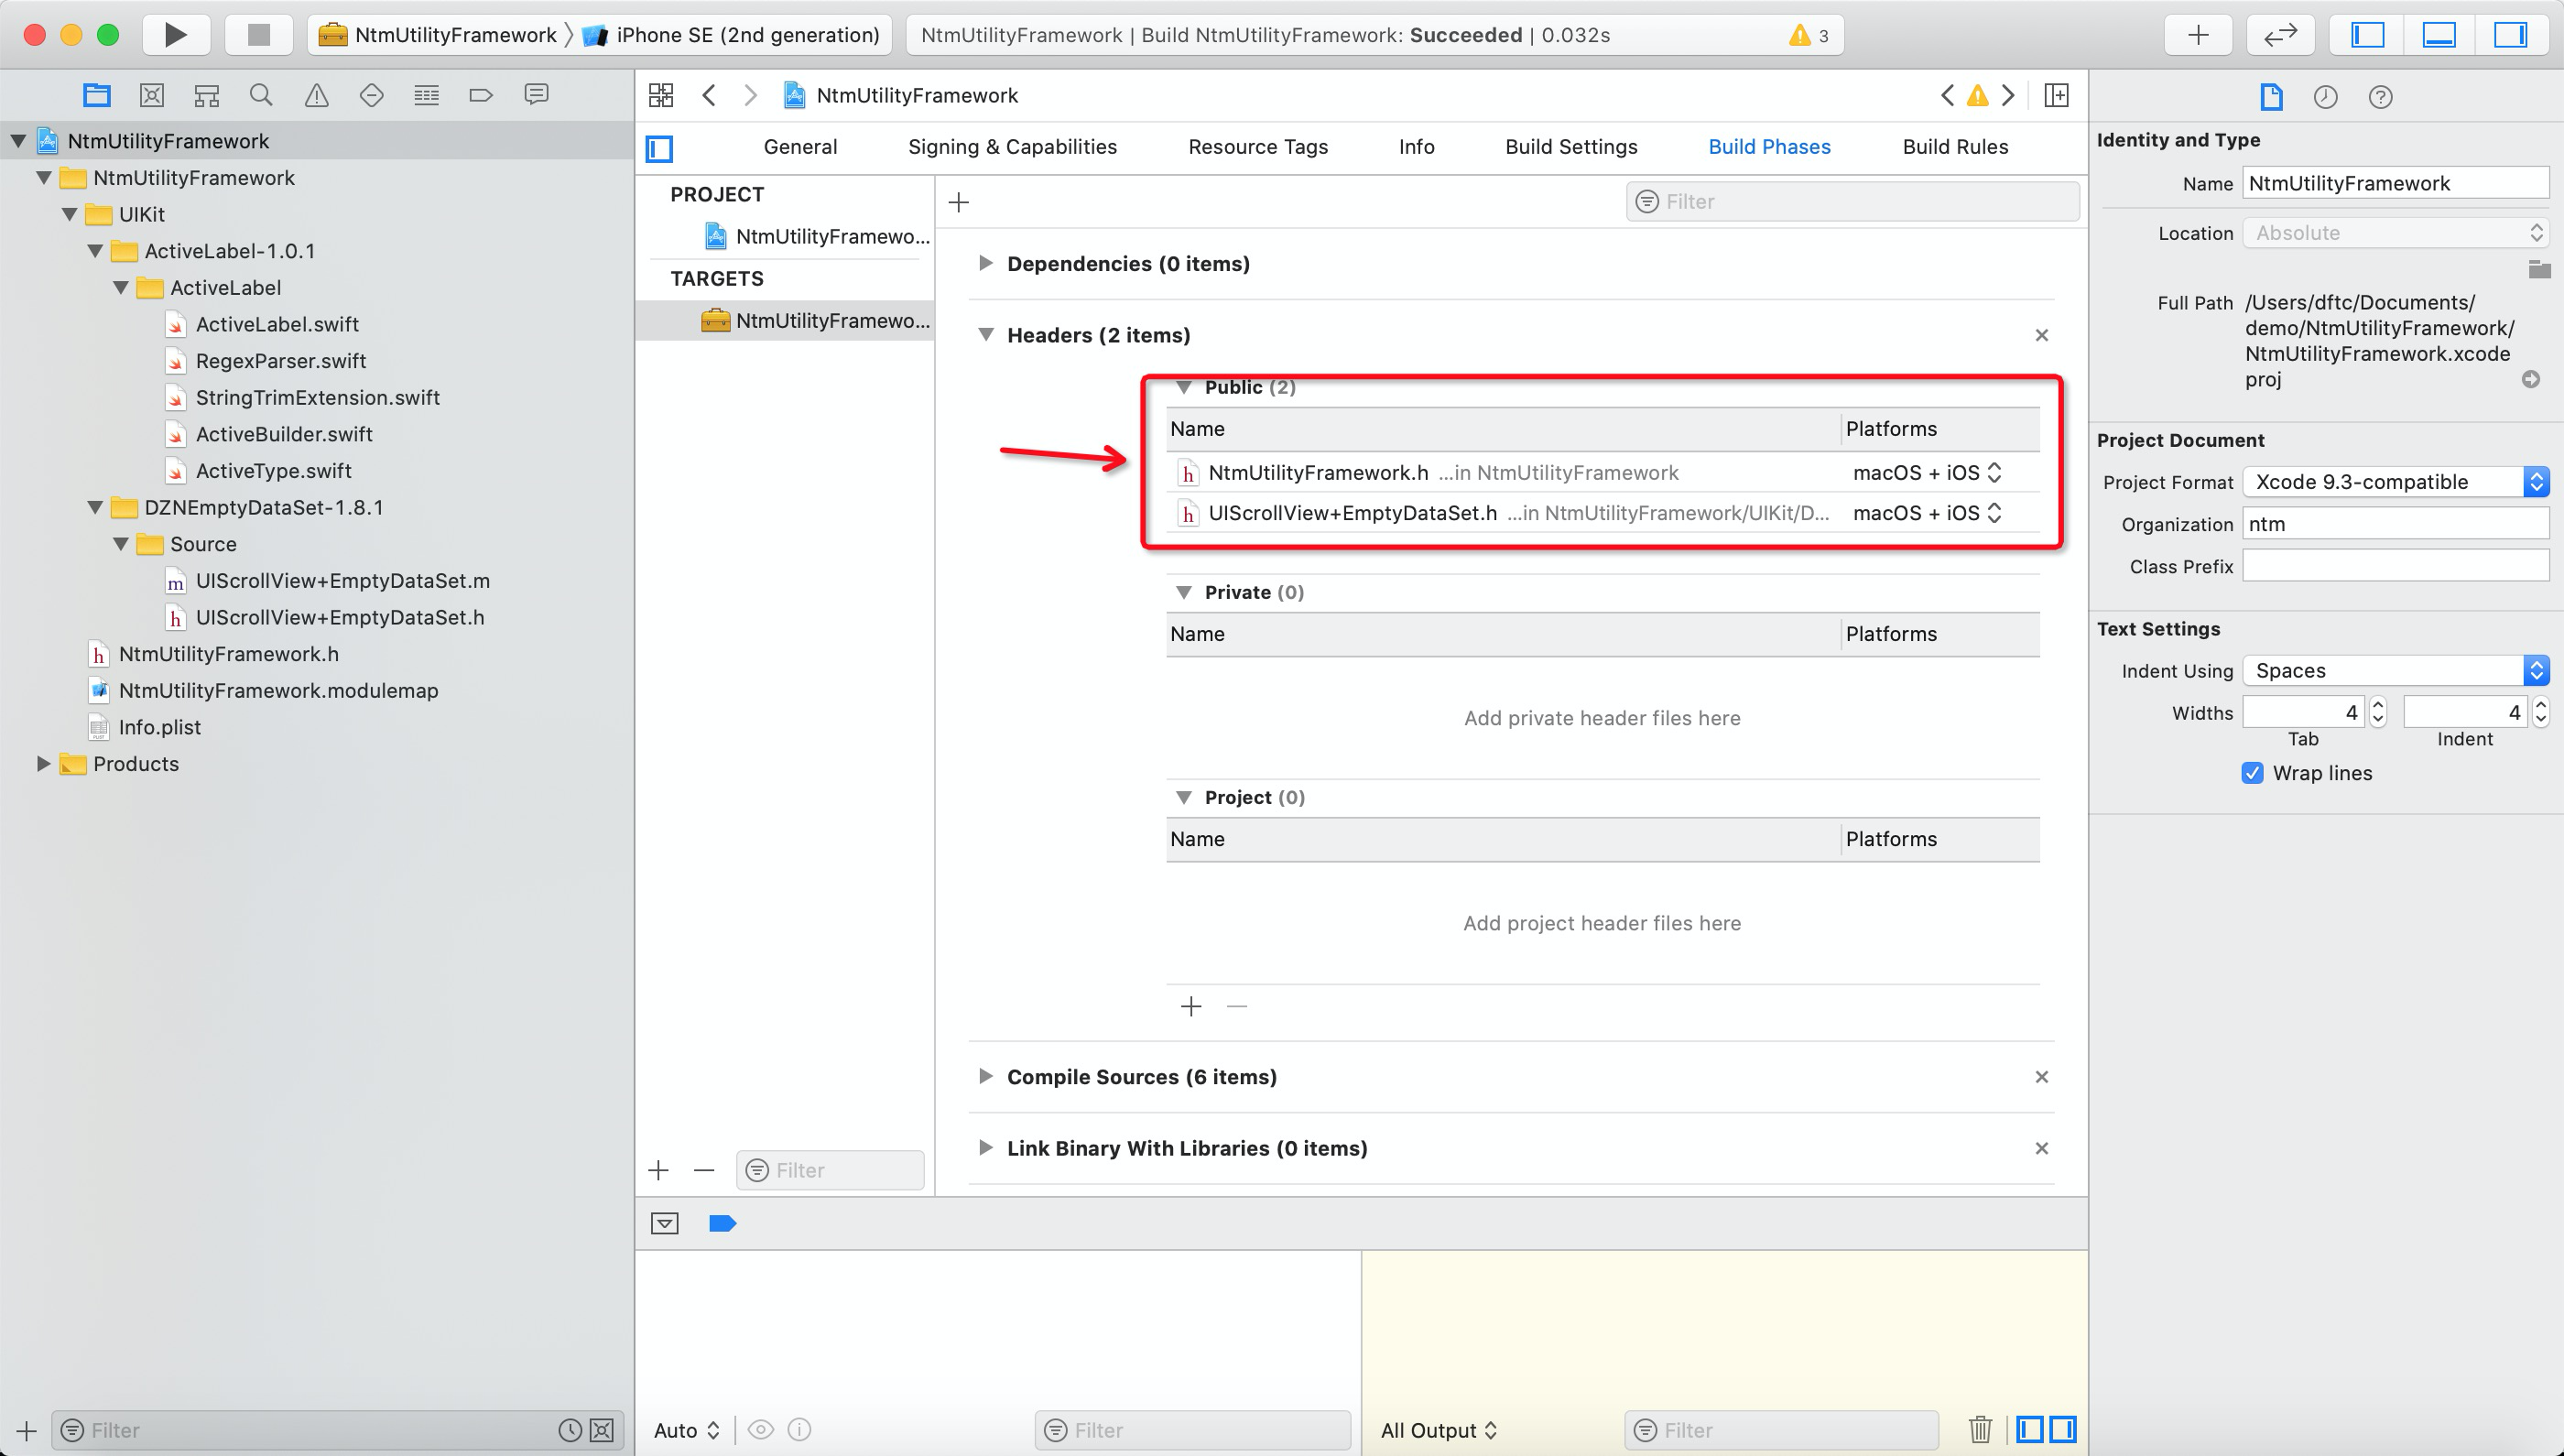 NtmUtilityFramework 〉 iPhone SE (2nd generation)
NtmUtilityFramework | Build NtmUtilityFramework: Succeeded | 0.032s
3
NtmUtilityFramework
NtmUtilityFramework
UIKit
ActiveLabel-1.0.1
ActiveLabel
ActiveLabel.swift
RegexParser.swift
StringTrimExtension.swift
ActiveBuilder.swift
ActiveType.swift
DZNEmptyDataSet-1.8.1
Source
m UIScrollView+EmptyDataSet.m
h UIScrollView+EmptyDataSet.h
h NtmUtilityFramework.h
NtmUtilityFramework.modulemap
Info.plist
Products
Filter
NtmUtilityFramework
General Signing & Capabilities Resource Tags Info Build Settings Build Phases Build Rules
PROJECT
NtmUtilityFramewo...
TARGETS
NtmUtilityFramewo...
Filter
Filter
Dependencies (0 items)
Headers (2 items)
Public (2)
Name Platforms
h NtmUtilityFramework.h ...in NtmUtilityFramework macOS + iOS
h UIScrollView+EmptyDataSet.h ...in NtmUtilityFramework/UIKit/D... macOS + iOS
Private (0)
Name Platforms
Add private header files here
Project (0)
Name Platforms
Add project header files here
Compile Sources (6 items)
Link Binary With Libraries (0 items)
Auto
Filter
All Output
Filter
Identity and Type
Name NtmUtilityFramework
Location Absolute
Full Path /Users/dftc/Documents/
demo/NtmUtilityFramework/
NtmUtilityFramework.xcode
proj
Project Document
Project Format Xcode 9.3-compatible
Organization ntm
Class Prefix
Text Settings
Indent Using Spaces
Widths 4 4
Tab Indent
Wrap lines